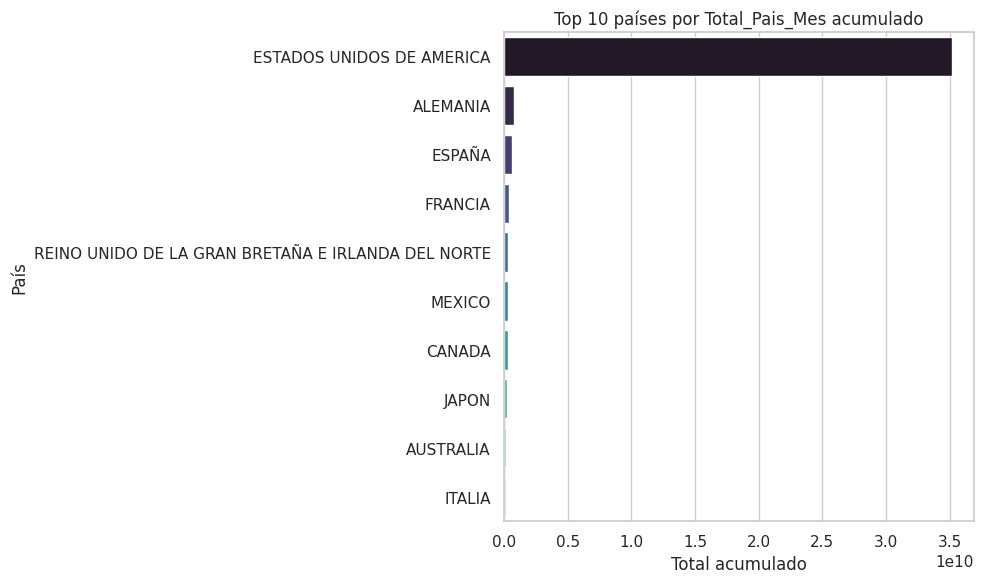 Top 10 países por Total_Pais_Mes acumulado
ESTADOS UNIDOS DE AMERICA
ALEMANIA
ESPAÑA
FRANCIA
REINO UNIDO DE LA GRAN BRETAÑA E IRLANDA DEL NORTE
MEXICO
CANADA
JAPON
AUSTRALIA
ITALIA
País
0.0 0.5 1.0 1.5 2.0 2.5 3.0 3.5
1e10
Total acumulado